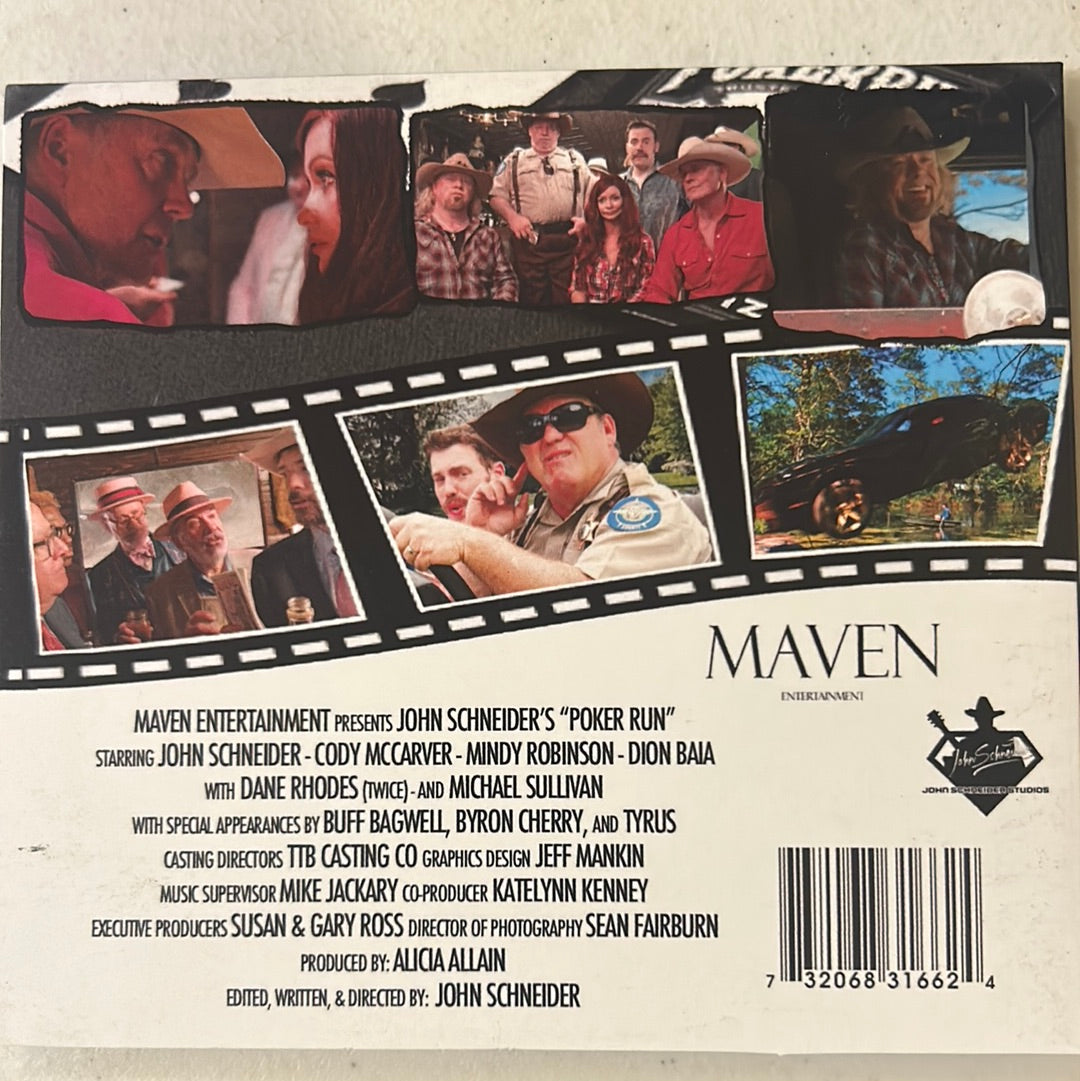 MAVEN
ENTERTAINMENT
MAVEN ENTERTAINMENT PRESENTS JOHN SCHNEIDER'S "POKER RUN"
STARRING JOHN SCHNEIDER - CODY MCCARVER - MINDY ROBINSON - DION BAIA
WITH DANE RHODES (TWICE) - AND MICHAEL SULLIVAN
WITH SPECIAL APPEARANCES BY BUFF BAGWELL, BYRON CHERRY, AND TYRUS
CASTING DIRECTORS TTB CASTING CO GRAPHICS DESIGN JEFF MANKIN
MUSIC SUPERVISOR MIKE JACKARY CO-PRODUCER KATELYNN KENNEY
EXECUTIVE PRODUCERS SUSAN & GARY ROSS DIRECTOR OF PHOTOGRAPHY SEAN FAIRBURN
PRODUCED BY: ALICIA ALLAIN
EDITED, WRITTEN, & DIRECTED BY: JOHN SCHNEIDER
John Schneider
JOHN SCHNEIDER STUDIOS
7 32068 31662 4